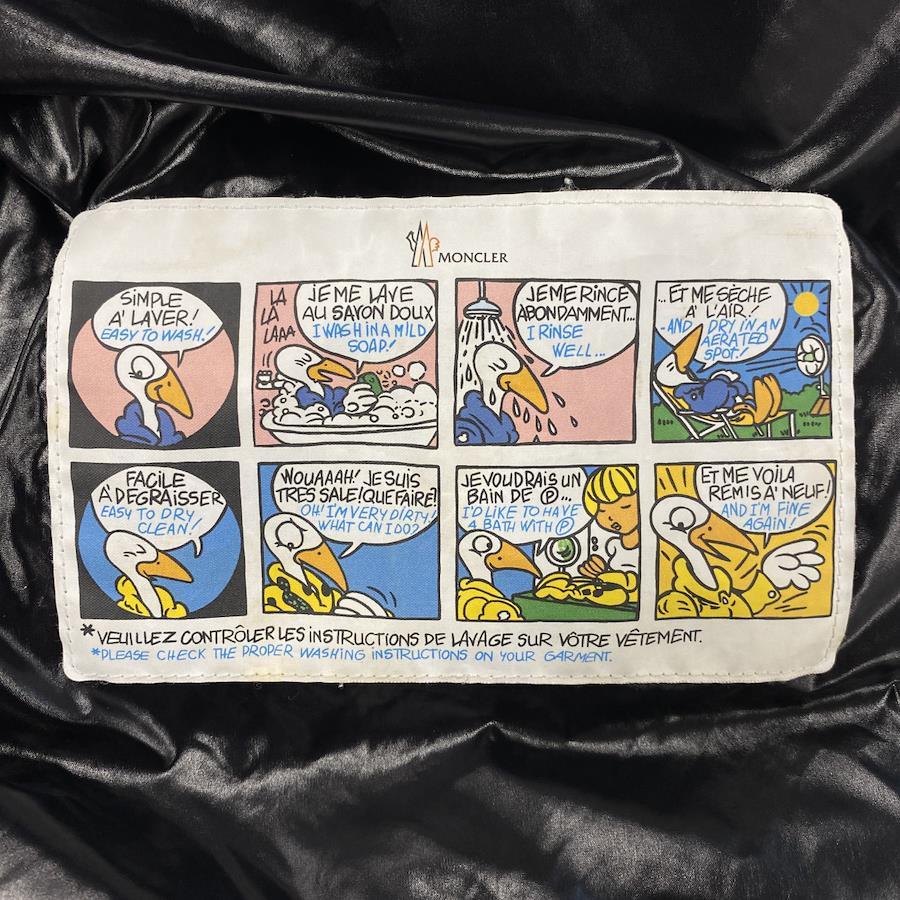 MONCLER
SIMPLE
A' LAVER!
EASY TO WASH!
LA
LA
LAAA
JE ME LAVE
AU SAVON DOUX
I WASH IN A MILD
SOAP!
JE ME RINCE
ABONDAMMENT...
I RINSE
WELL...
...ET ME SÈCHE
A' L'AIR!
-AND DRY IN AN
AERATED
SPOT!
FACILE
A' DEGRAISSER
EASY TO DRY
CLEAN!
WOUAAAH! JE SUIS
TRES SALE! QUE FAIRE!
OH! I'M VERY DIRTY!
WHAT CAN I DO?
JE VOUDRAIS UN
BAIN DE Ⓟ...
I'D LIKE TO HAVE
A BATH WITH Ⓟ
ET ME VOILA
REMIS A' NEUF!
AND I'M FINE
AGAIN!
*VEUILLEZ CONTRÔLER LES INSTRUCTIONS DE LAVAGE SUR VÔTRE VÊTEMENT.
*PLEASE CHECK THE PROPER WASHING INSTRUCTIONS ON YOUR GARMENT.